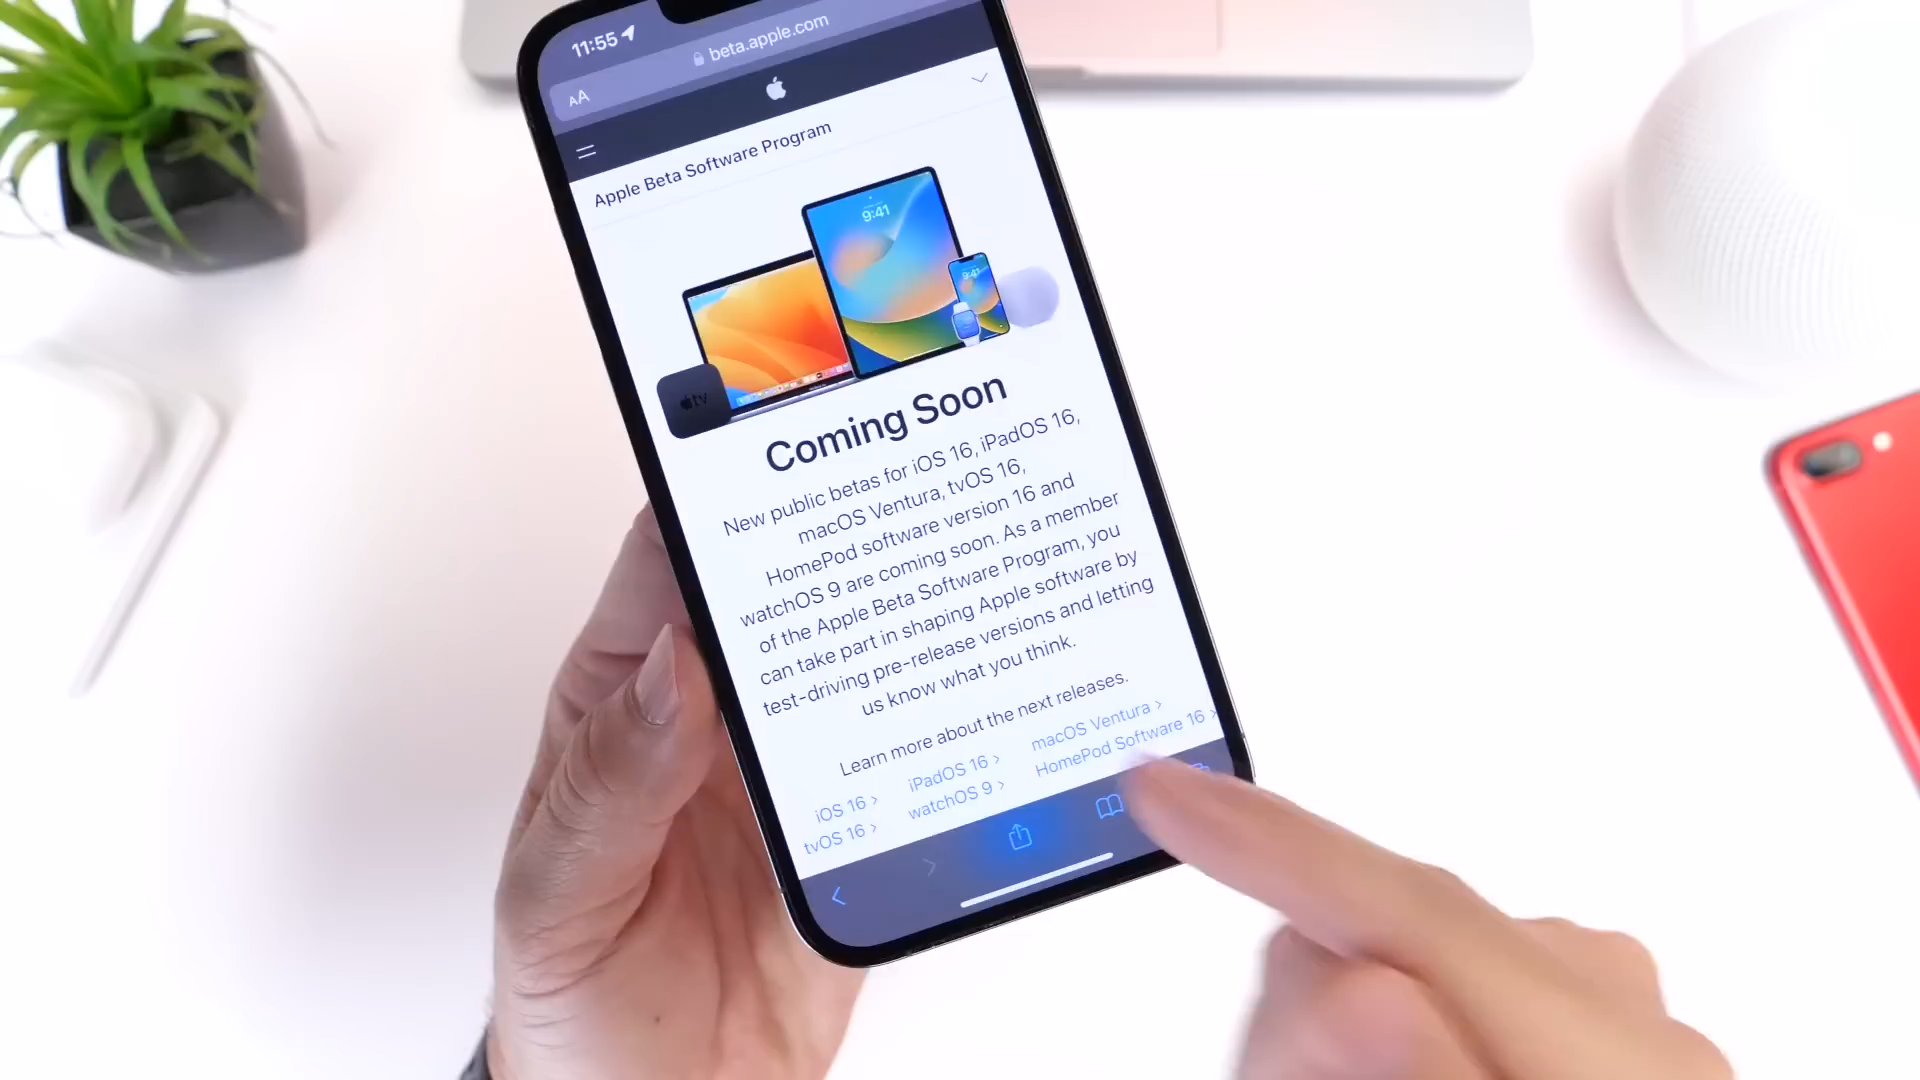 11:55
AA
beta.apple.com
Apple Beta Software Program
9:41
9:41
tv
Coming Soon
New public betas for iOS 16, iPadOS 16,
macOS Ventura, tvOS 16,
HomePod software version 16 and
watchOS 9 are coming soon. As a member
of the Apple Beta Software Program, you
can take part in shaping Apple software by
test-driving pre-release versions and letting
us know what you think.
Learn more about the next releases.
iOS 16 > iPadOS 16 > macOS Ventura >
tvOS 16 > watchOS 9 > HomePod Software 16 >